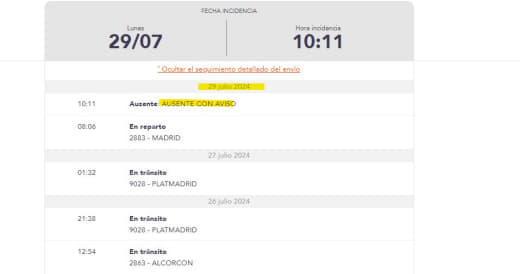 FECHA INCIDENCIA
Lunes
29/07
Hora incidencia
10:11
^ Ocultar el seguimiento detallado del envío
29 julio 2024
10:11 Ausente AUSENTE CON AVISO
08:06 En reparto
2883 - MADRID
27 julio 2024
01:32 En tránsito
9028 - PLATMADRID
26 julio 2024
21:38 En tránsito
9028 - PLATMADRID
12:54 En tránsito
2863 - ALCORCON